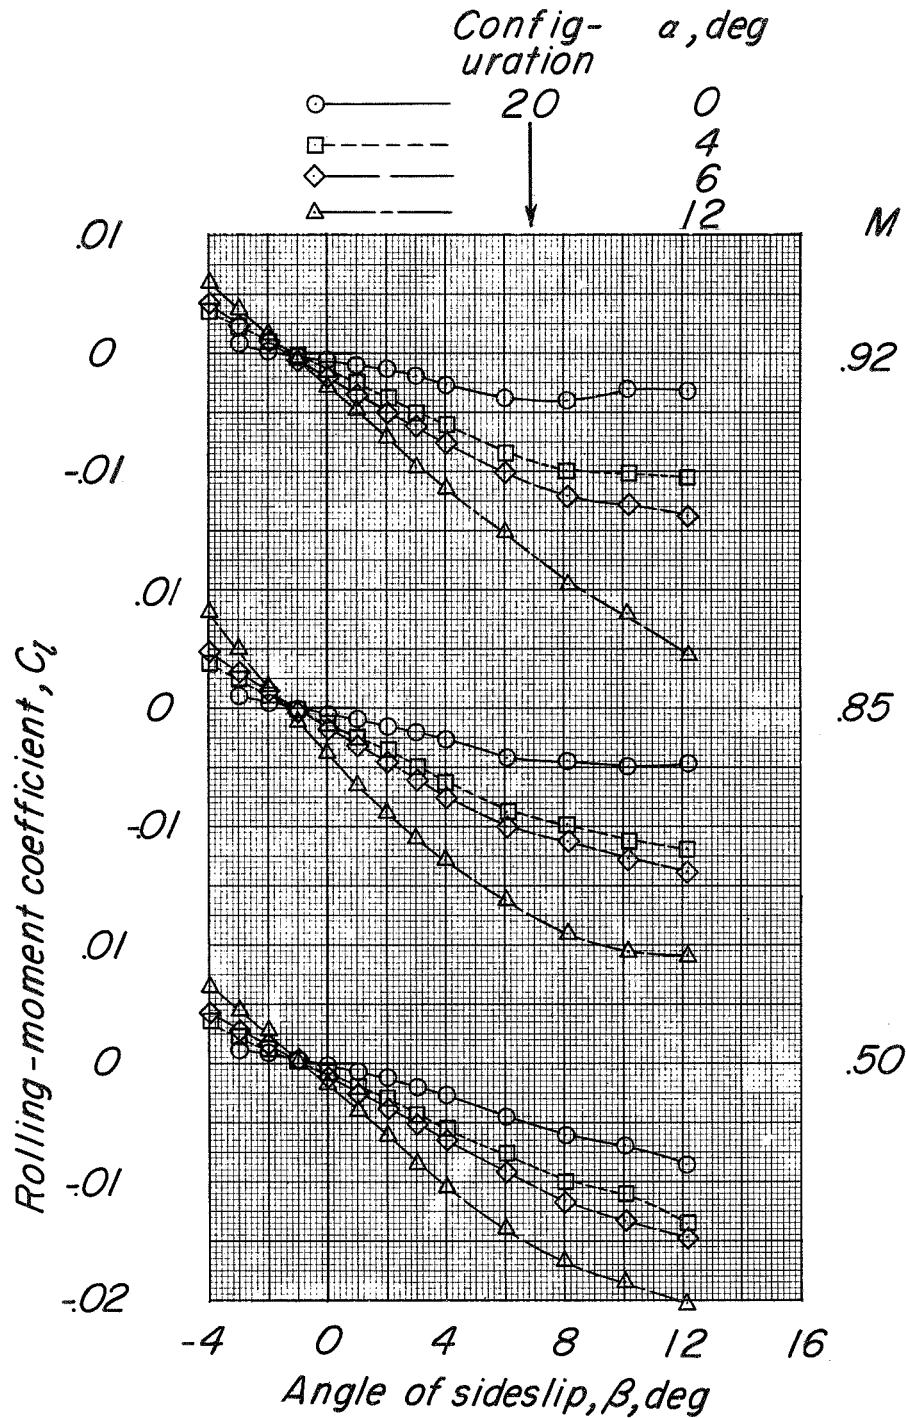 Config-
uration
α, deg
20 0
4
6
12
M
.01
0
.92
-.01
.01
0
.85
-.01
.01
0
.50
-.01
-.02
-4 0 4 8 12 16
Angle of sideslip, β, deg
Rolling-moment coefficient, Cl